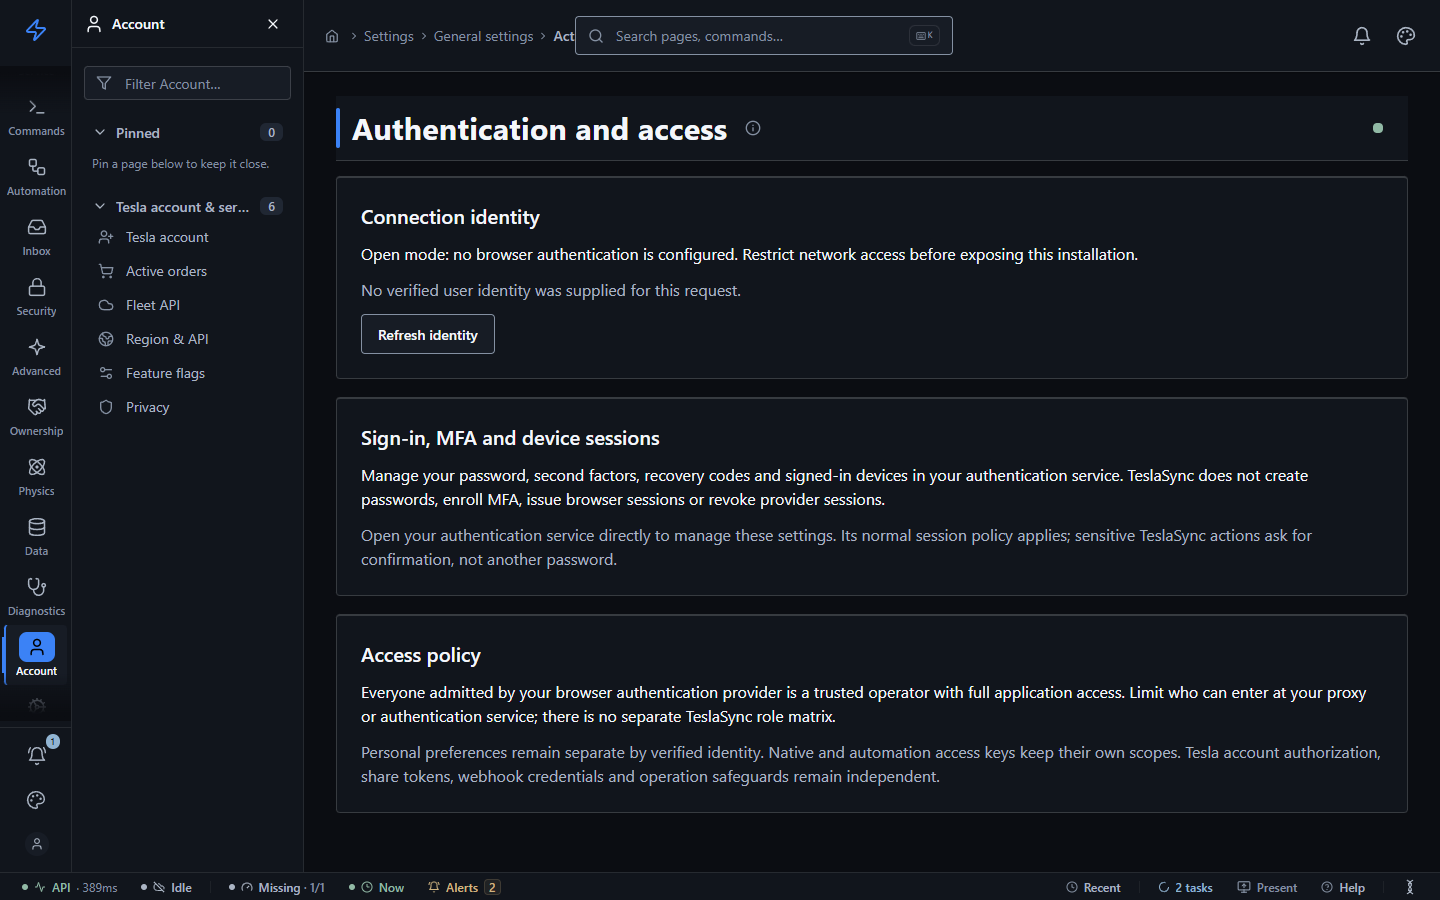 Account
Settings
General settings
Act
Search pages, commands...
K
Filter Account...
Pinned
0
Pin a page below to keep it close.
Tesla account & ser...
6
Tesla account
Active orders
Fleet API
Region & API
Feature flags
Privacy
Commands
Automation
Inbox
Security
Advanced
Ownership
Physics
Data
Diagnostics
Account
1
Authentication and access
Connection identity
Open mode: no browser authentication is configured. Restrict network access before exposing this installation.
No verified user identity was supplied for this request.
Refresh identity
Sign-in, MFA and device sessions
Manage your password, second factors, recovery codes and signed-in devices in your authentication service. TeslaSync does not create
passwords, enroll MFA, issue browser sessions or revoke provider sessions.
Open your authentication service directly to manage these settings. Its normal session policy applies; sensitive TeslaSync actions ask for
confirmation, not another password.
Access policy
Everyone admitted by your browser authentication provider is a trusted operator with full application access. Limit who can enter at your proxy
or authentication service; there is no separate TeslaSync role matrix.
Personal preferences remain separate by verified identity. Native and automation access keys keep their own scopes. Tesla account authorization,
share tokens, webhook credentials and operation safeguards remain independent.
API · 389ms
Idle
Missing · 1/1
Now
Alerts 2
Recent
2 tasks
Present
Help